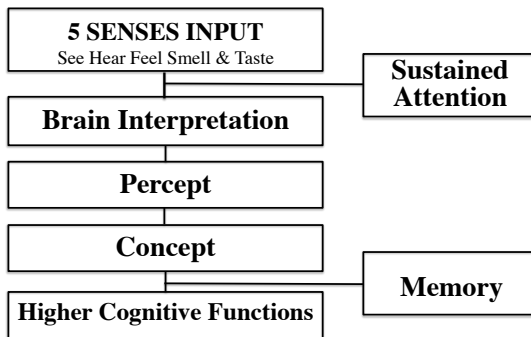 5 SENSES INPUT
See Hear Feel Smell & Taste
Sustained
Attention
Brain Interpretation
Percept
Concept
Memory
Higher Cognitive Functions